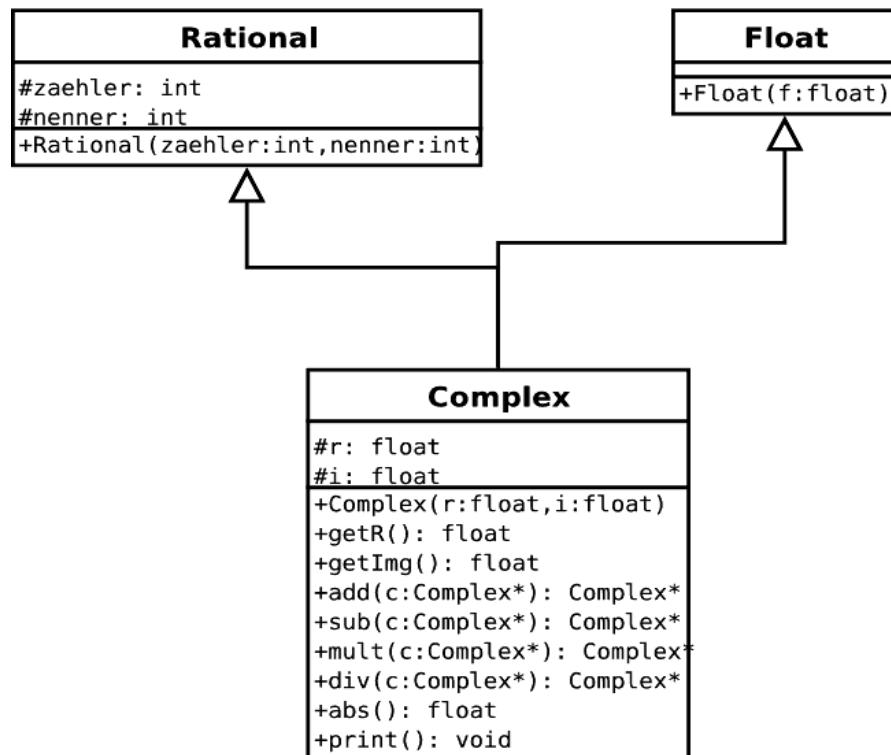 Rational
#zaehler: int
#nenner: int
+Rational(zaehler:int,nenner:int)
Float
+Float(f:float)
Complex
#r: float
#i: float
+Complex(r:float,i:float)
+getR(): float
+getImg(): float
+add(c:Complex*): Complex*
+sub(c:Complex*): Complex*
+mult(c:Complex*): Complex*
+div(c:Complex*): Complex*
+abs(): float
+print(): void